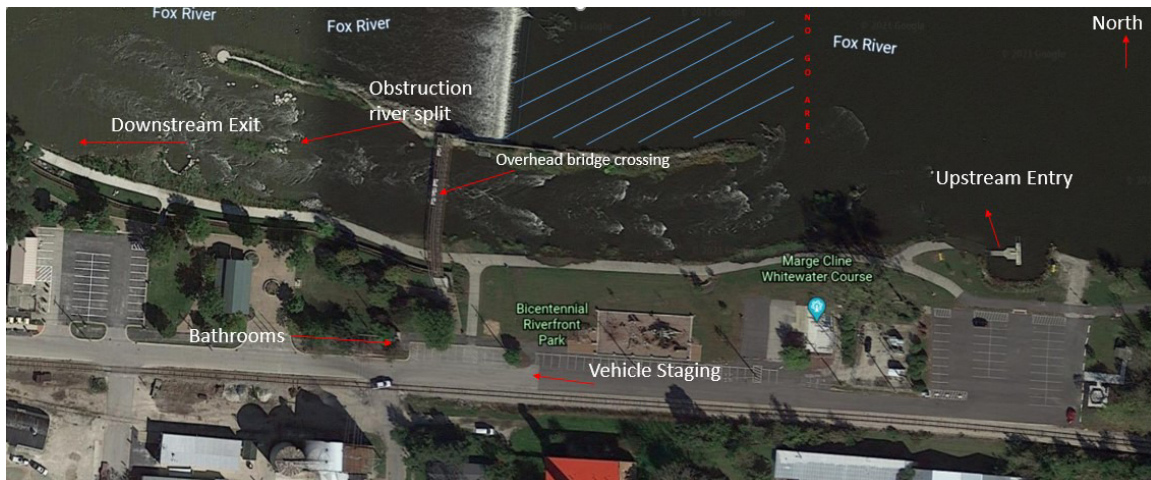 Fox River
Fox River
NO GO AREA
Fox River
North
Obstruction
river split
Downstream Exit
Overhead bridge crossing
Upstream Entry
Marge Cline
Whitewater Course
Bicentennial
Riverfront
Park
Bathrooms
Vehicle Staging